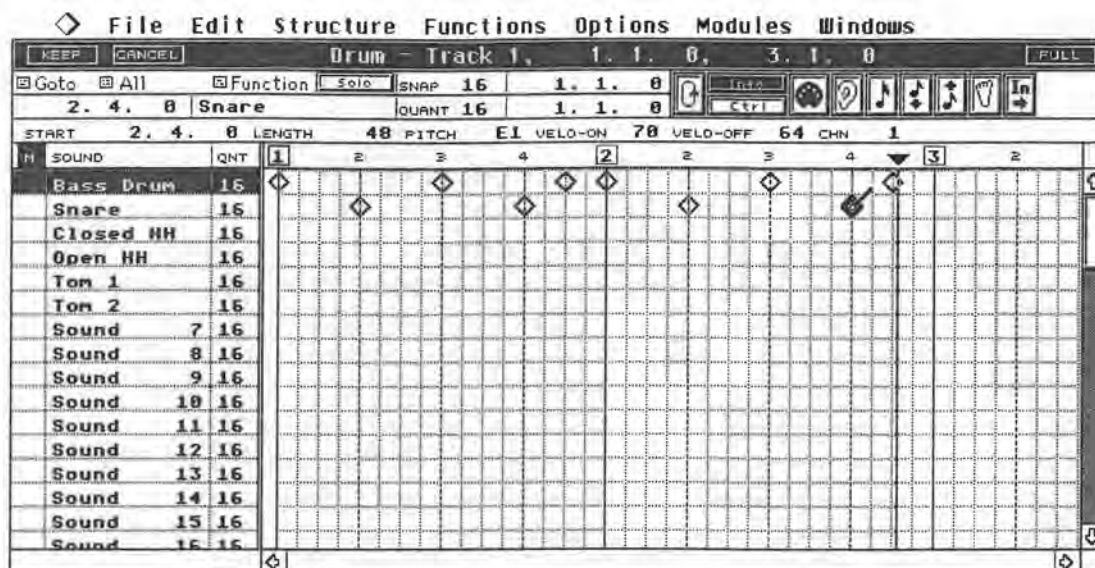 File Edit Structure Functions Options Modules Windows
KEEP CANCEL Drum - Track 1, 1. 1. 0, 3. 1. 0 FULL
Goto All Function Solo SNAP 16 1. 1. 0 Info
2. 4. 0 Snare QUANT 16 1. 1. 0 Ctrl In
START 2. 4. 0 LENGTH 48 PITCH E1 VELO-ON 70 VELO-OFF 64 CHN 1
M SOUND QNT 1 2 3 4 2 2 3 4 3 2
Bass Drum 16
Snare 16
Closed HH 16
Open HH 16
Tom 1 16
Tom 2 16
Sound 7 16
Sound 8 16
Sound 9 16
Sound 10 16
Sound 11 16
Sound 12 16
Sound 13 16
Sound 14 16
Sound 15 16
Sound 16 16